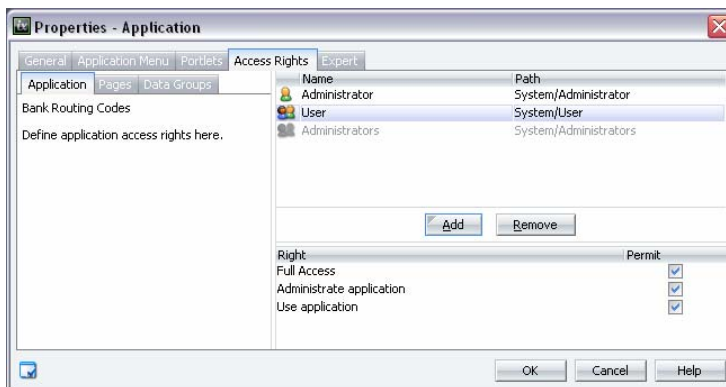 Properties - Application
General Application Menu Portlets Access Rights Expert
Application Pages Data Groups
Bank Routing Codes
Define application access rights here.
Name Path
Administrator System/Administrator
User System/User
Administrators System/Administrators
Add Remove
Right Permit
Full Access
Administrate application
Use application
OK Cancel Help